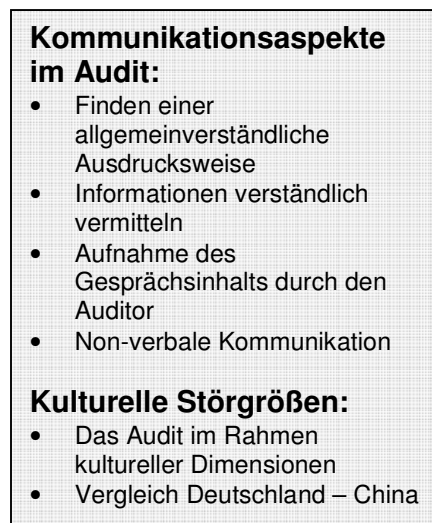 Kommunikationsaspekte
im Audit:
• Finden einer
allgemeinverständliche
Ausdrucksweise
• Informationen verständlich
vermitteln
• Aufnahme des
Gesprächsinhalts durch den
Auditor
• Non-verbale Kommunikation
Kulturelle Störgrößen:
• Das Audit im Rahmen
kultureller Dimensionen
• Vergleich Deutschland – China